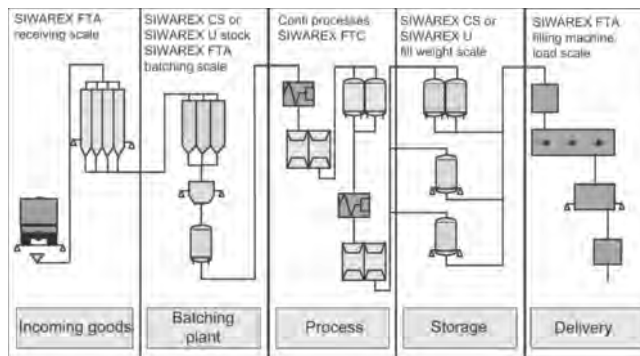 SIWAREX FTA
receiving scale
SIWAREX CS or
SIWAREX U stock
SIWAREX FTA
batching scale
Conti processes
SIWAREX FTC
SIWAREX CS or
SIWAREX U
fill weight scale
SIWAREX FTA
filling machine,
load scale
Incoming goods
Batching
plant
Process
Storage
Delivery